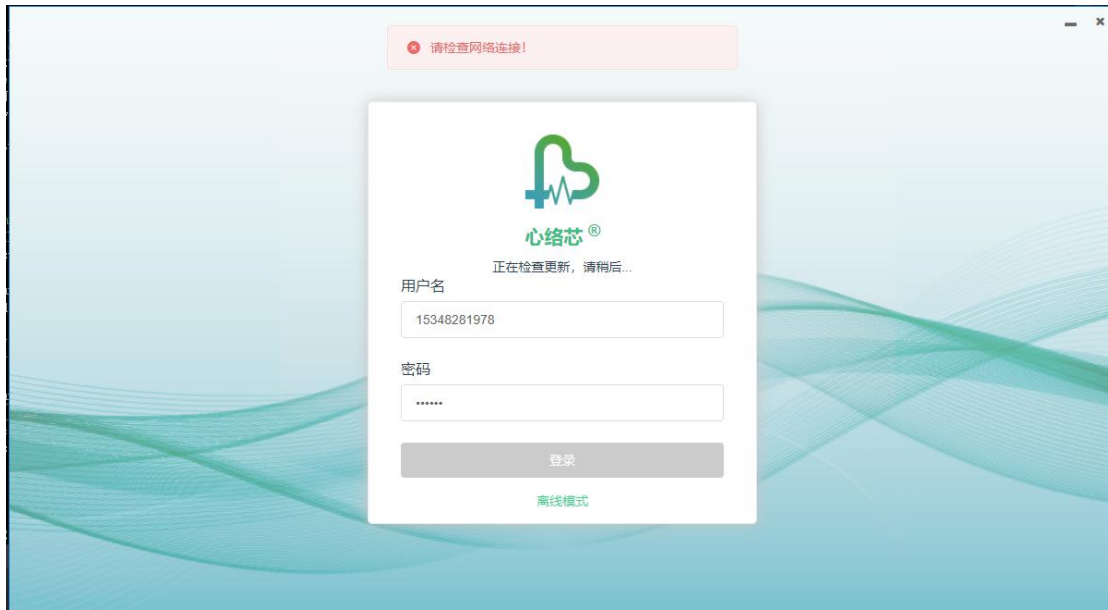 请检查网络连接!
心络芯®
正在检查更新，请稍后...
用户名
15348281978
密码
••••••
登录
离线模式